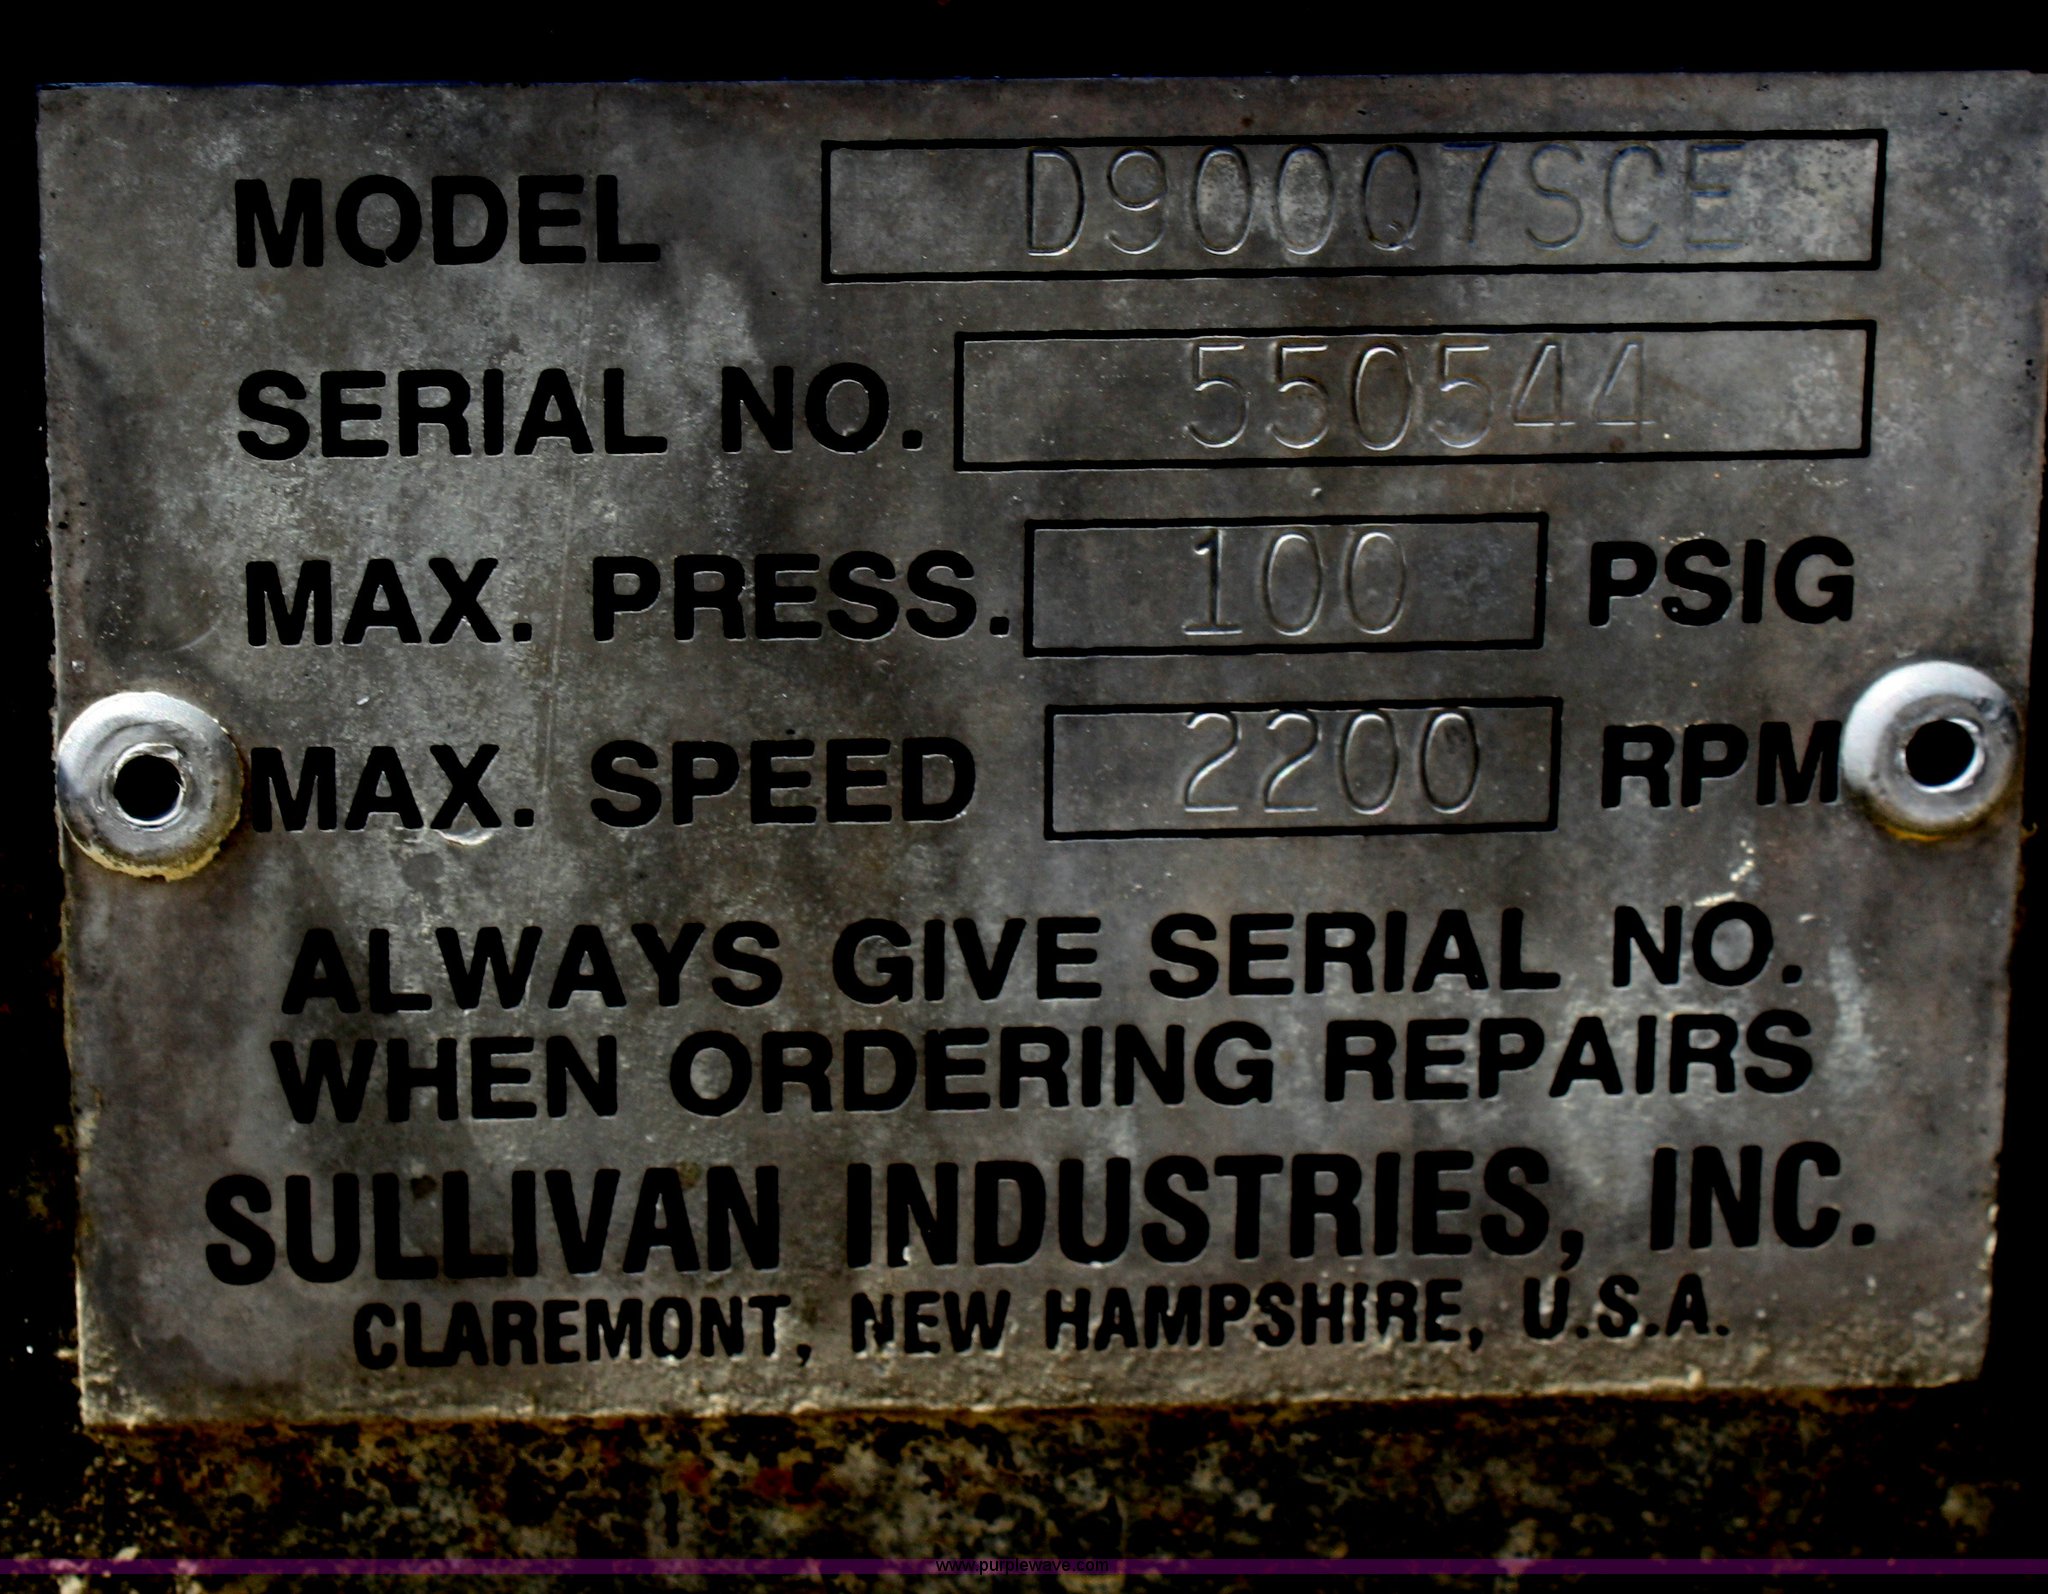 MODEL D900Q7SCE
SERIAL NO. 550544
MAX. PRESS. 100 PSIG
MAX. SPEED 2200 RPM
ALWAYS GIVE SERIAL NO.
WHEN ORDERING REPAIRS
SULLIVAN INDUSTRIES, INC.
CLAREMONT, NEW HAMPSHIRE, U.S.A.
www.purplewave.com